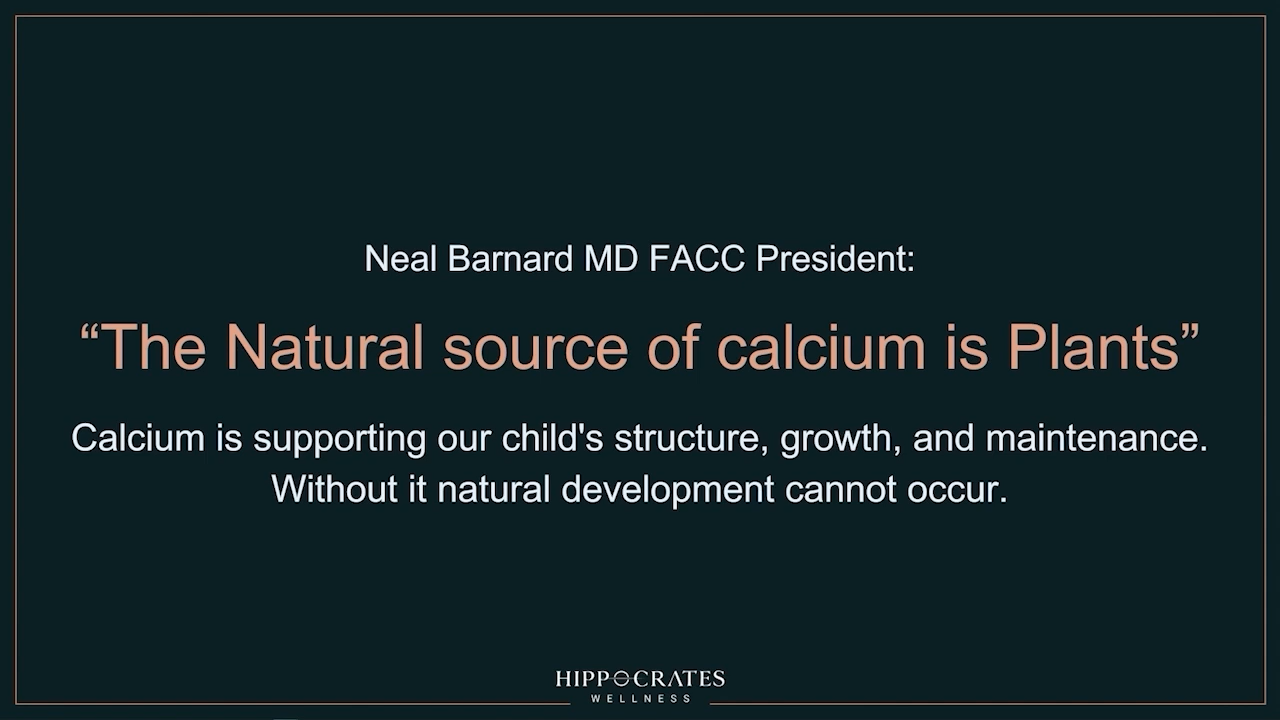 Neal Barnard MD FACC President:
“The Natural source of calcium is Plants”
Calcium is supporting our child's structure, growth, and maintenance.
Without it natural development cannot occur.
HIPPOCRATES
WELLNESS